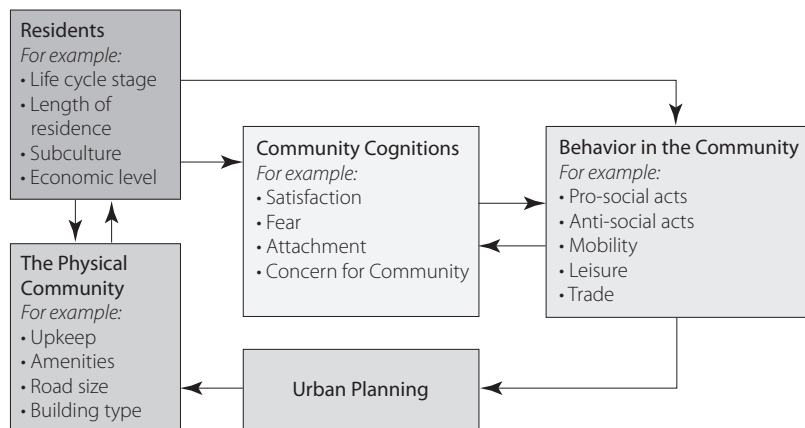 Residents
For example:
• Life cycle stage
• Length of
residence
• Subculture
• Economic level
The Physical
Community
For example:
• Upkeep
• Amenities
• Road size
• Building type
Community Cognitions
For example:
• Satisfaction
• Fear
• Attachment
• Concern for Community
Urban Planning
Behavior in the Community
For example:
• Pro-social acts
• Anti-social acts
• Mobility
• Leisure
• Trade